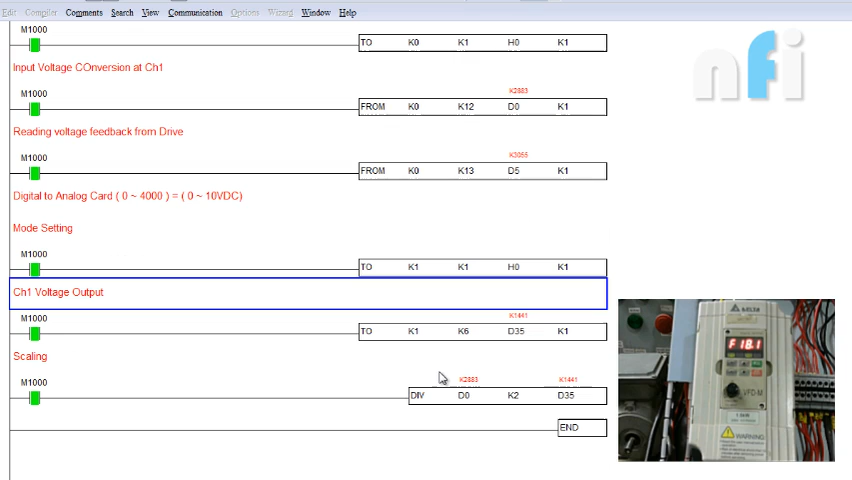 Edit Compiler Comments Search View Communication Options Wizard Window Help
M1000
TO K0 K1 H0 K1
Input Voltage COnversion at Ch1
M1000
K2883
FROM K0 K12 D0 K1
Reading voltage feedback from Drive
M1000
K3055
FROM K0 K13 D5 K1
Digital to Analog Card ( 0 ~ 4000 ) = ( 0 ~ 10VDC)
Mode Setting
M1000
TO K1 K1 H0 K1
Ch1 Voltage Output
M1000
K1441
TO K1 K6 D35 K1
Scaling
M1000
K2883 K1441
DIV D0 K2 D35
END
nfi
DELTA
F18.1
VFD-M
WARNING